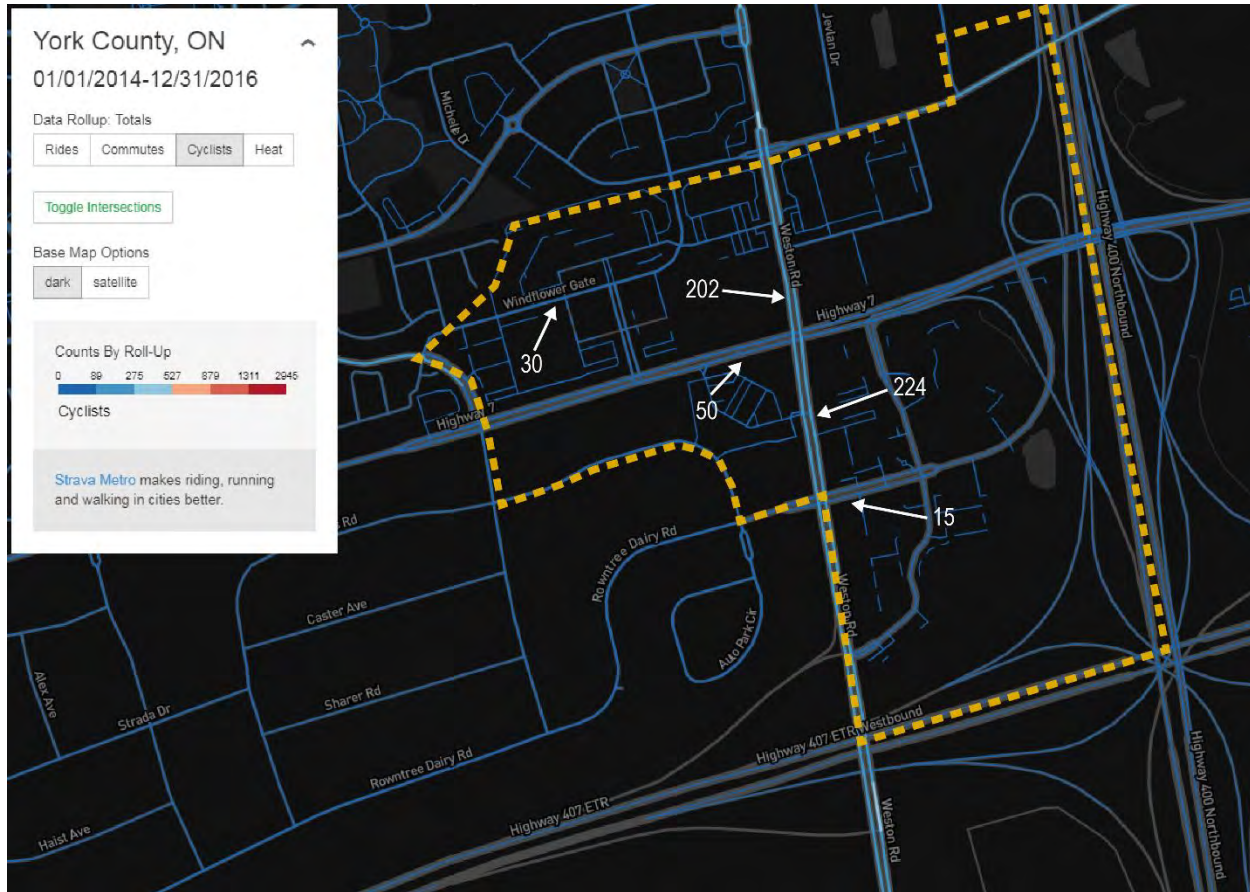 York County, ON
01/01/2014-12/31/2016
Data Rollup: Totals
Rides
Commutes
Cyclists
Heat
Toggle Intersections
Base Map Options
dark
satellite
Counts By Roll-Up
0 89 275 527 879 1311 2945
Cyclists
Strava Metro makes riding, running
and walking in cities better.
Jevlan Dr
Weston Rd
Highway 400 Northbound
Windflower Gate
202
30
Highway 7
50
224
Highway 7
15
Rd
Rowntree Dairy Rd
Weston Rd
Caster Ave
Auto Park Cir
Alex Ave
Strada Dr
Sharer Rd
Highway 407 ETR Westbound
Rowntree Dairy Rd
Highway 407 ETR
Haist Ave
Weston Rd
Highway 400 Northbound